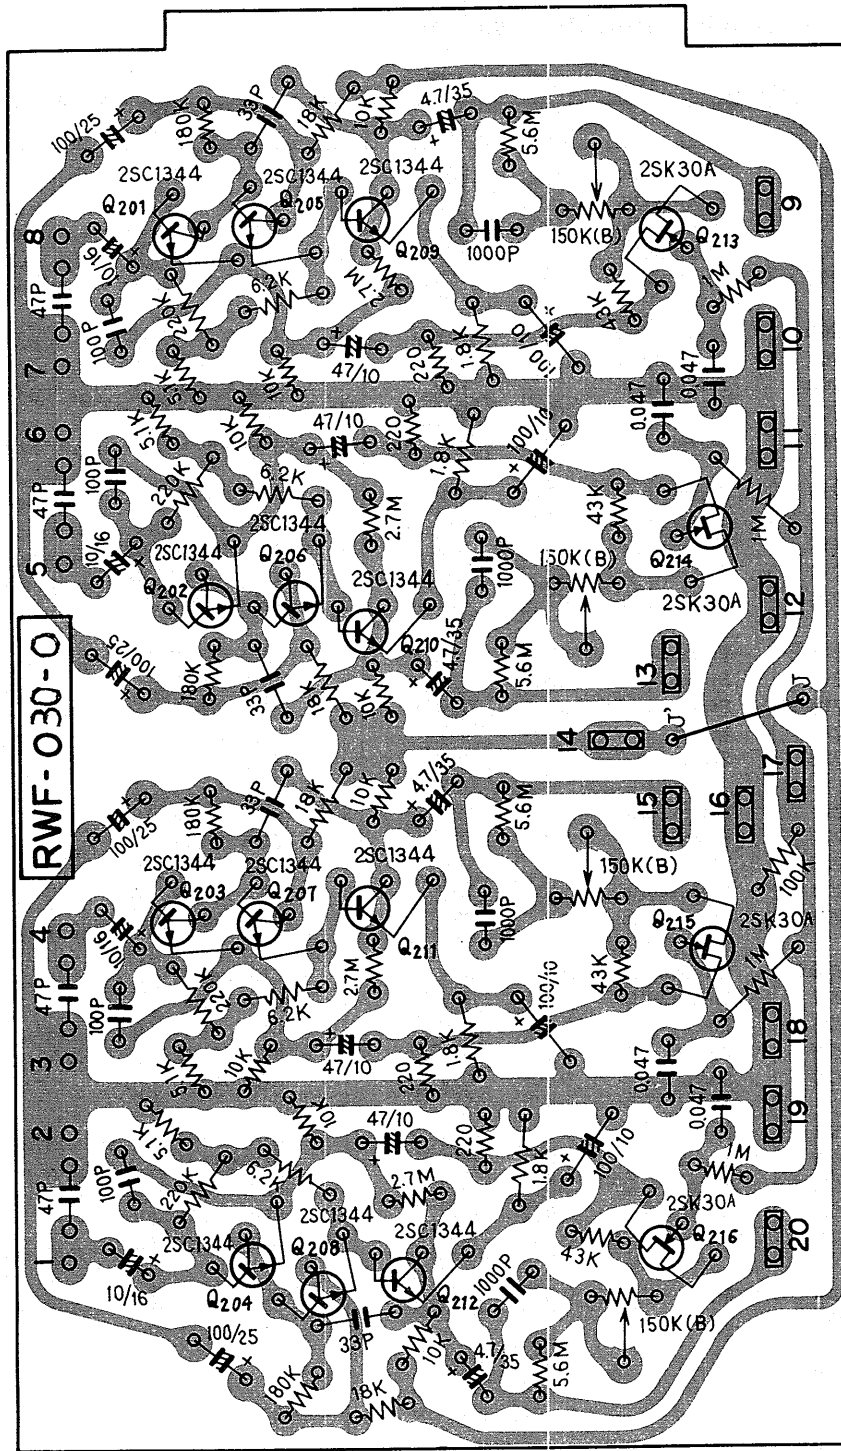 100/25
180K
33P
18K
10K
4.7/35
5.6M
2SC1344
2SC1344
2SC1344
2SK30A
Q201
Q205
Q209
Q213
9
8
10/16
1000P
150K(B)
47P
100P
220K
6.2K
2.7M
43K
1M
7
5.1K
10K
47/10
220
1.8K
100/10
0.047
0.047
10
6
5.1K
10K
47/10
220
1.8K
100/10
11
47P
100P
220K
6.2K
2.7M
43K
1M
5
10/16
2SC1344
2SC1344
2SC1344
1000P
150K(B)
Q202
Q206
Q210
Q214
2SK30A
12
RWF-030-0
100/25
180K
33P
18K
10K
4.7/35
5.6M
13
14
J'
J
100/25
180K
33P
18K
10K
4.7/35
5.6M
15
16
17
2SC1344
2SC1344
2SC1344
150K(B)
100K
Q203
Q207
Q211
Q215
2SK30A
4
10/16
1000P
47P
100P
220K
6.2K
2.7M
43K
1M
3
5.1K
10K
47/10
220
1.8K
100/10
0.047
0.047
18
19
2
5.1K
10K
47/10
220
1.8K
100/10
1M
47P
100P
220K
6.2K
2.7M
2SK30A
1
10/16
2SC1344
2SC1344
2SC1344
43K
Q204
Q208
Q212
Q216
20
1000P
150K(B)
100/25
33P
180K
18K
10K
4.7/35
5.6M